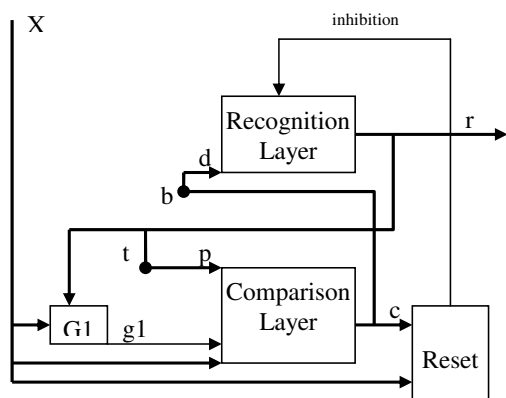 X
inhibition
Recognition
Layer
r
d
b
t
p
Comparison
Layer
c
G1
g1
Reset